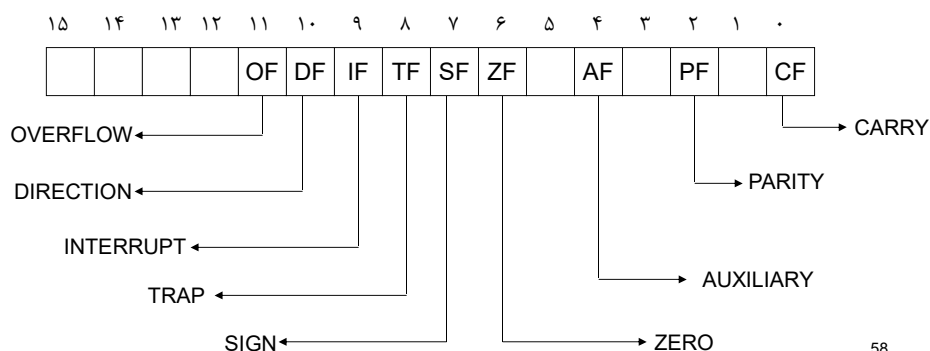 ۱۵ ۱۴ ۱۳ ۱۲ ۱۱ ۱۰ ۹ ۸ ۷ ۶ ۵ ۴ ۳ ۲ ۱ ۰
OF DF IF TF SF ZF AF PF CF
OVERFLOW CARRY
DIRECTION PARITY
INTERRUPT
TRAP AUXILIARY
SIGN ZERO
58